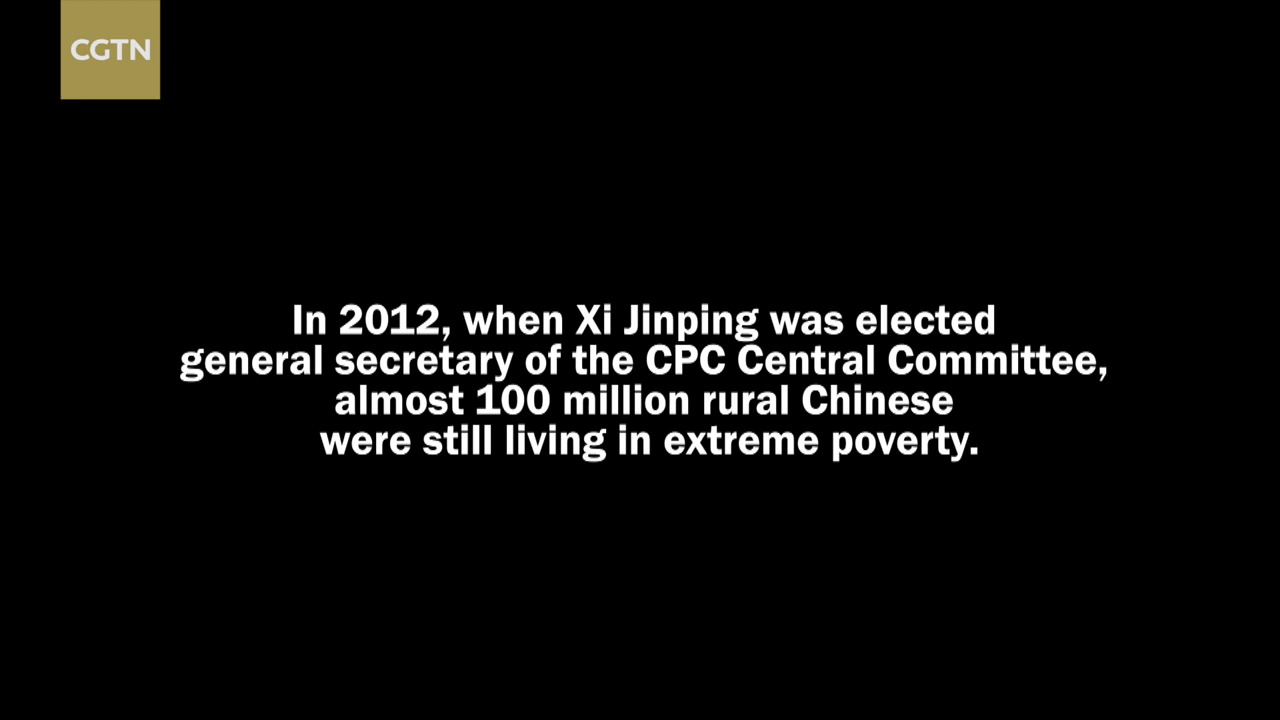 CGTN
In 2012, when Xi Jinping was elected
general secretary of the CPC Central Committee,
almost 100 million rural Chinese
were still living in extreme poverty.